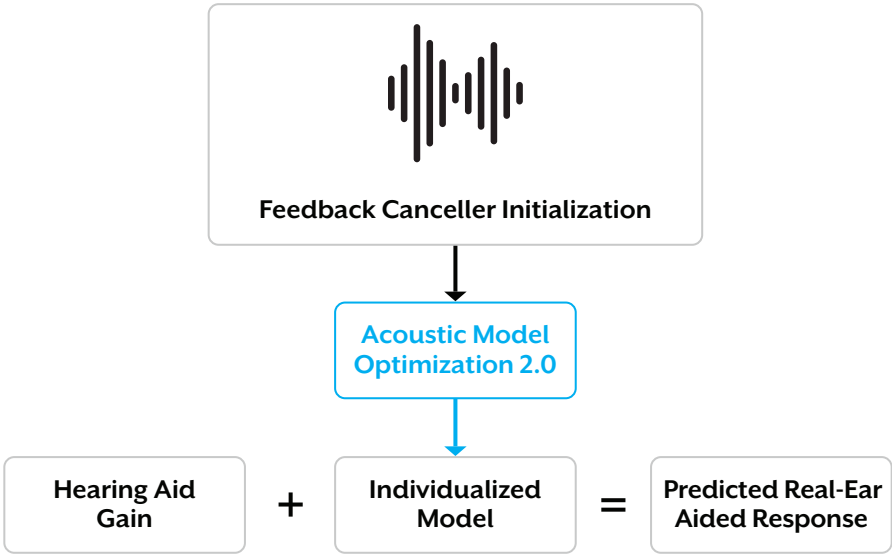 Feedback Canceller Initialization
Acoustic Model
Optimization 2.0
Hearing Aid
Gain
+
Individualized
Model
=
Predicted Real-Ear
Aided Response